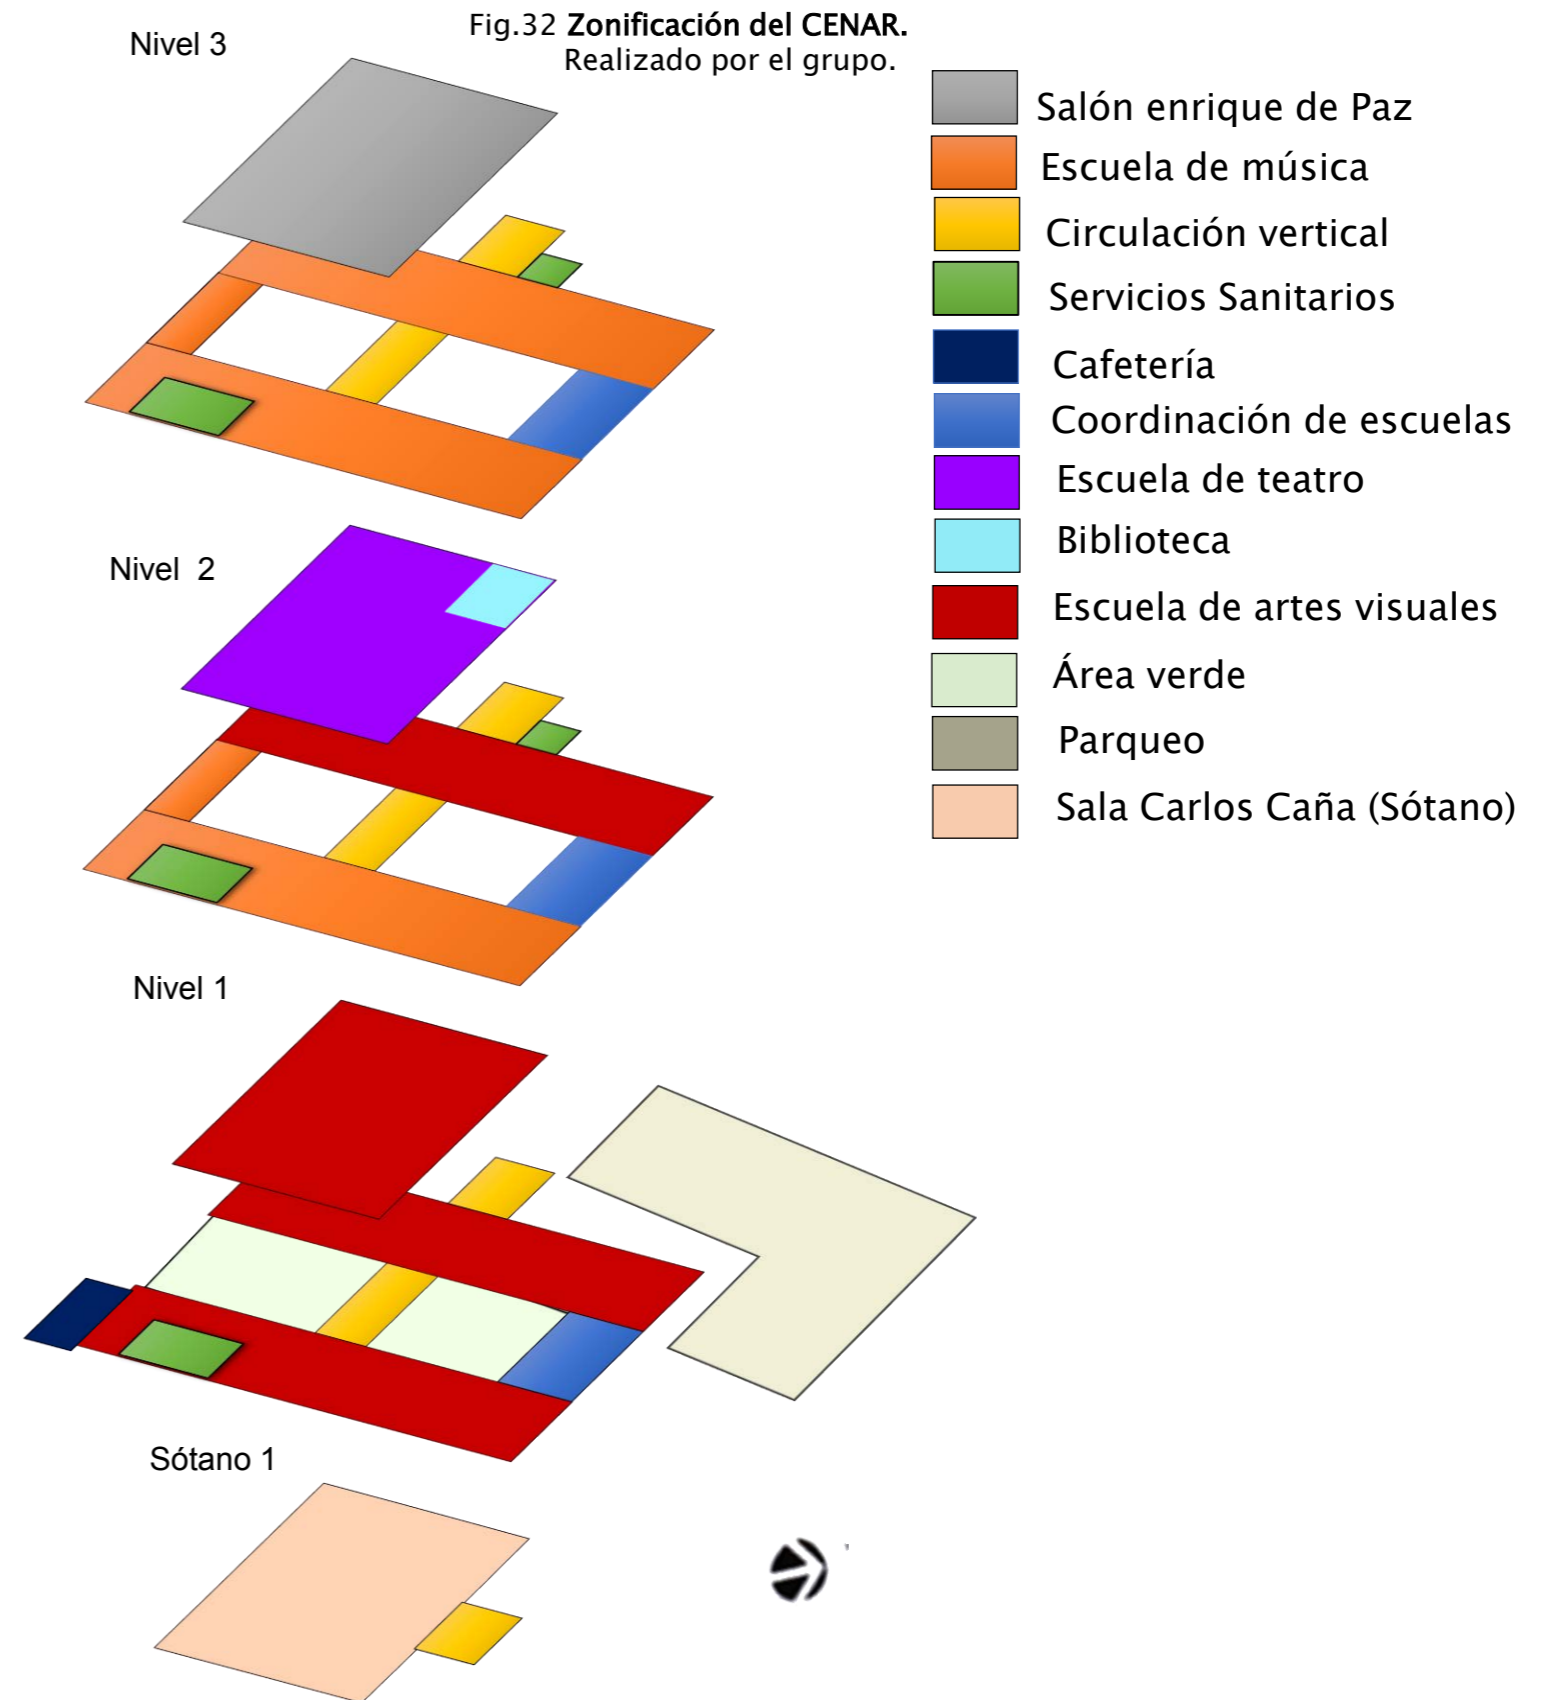 Fig.32 Zonificación del CENAR.
Realizado por el grupo.
Nivel 3
Salón enrique de Paz
Escuela de música
Circulación vertical
Servicios Sanitarios
Cafetería
Coordinación de escuelas
Escuela de teatro
Biblioteca
Escuela de artes visuales
Área verde
Parqueo
Sala Carlos Caña (Sótano)
Nivel 2
Nivel 1
Sótano 1